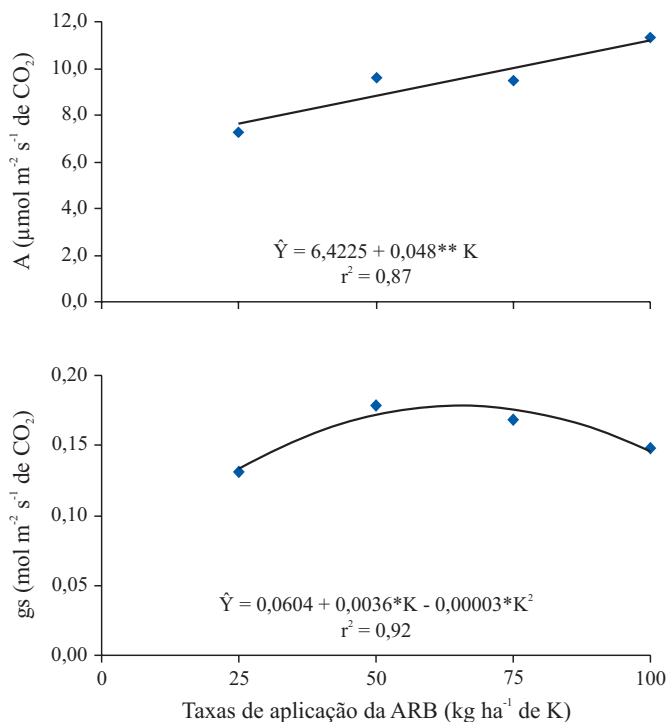 A (µmol m⁻² s⁻¹ de CO₂)
12,0
10,0
8,0
6,0
4,0
2,0
0,0
Ŷ = 6,4225 + 0,048** K
r² = 0,87
gs (mol m⁻² s⁻¹ de CO₂)
0,20
0,15
0,10
0,05
0,00
Ŷ = 0,0604 + 0,0036*K - 0,00003*K²
r² = 0,92
0 25 50 75 100
Taxas de aplicação da ARB (kg ha⁻¹ de K)